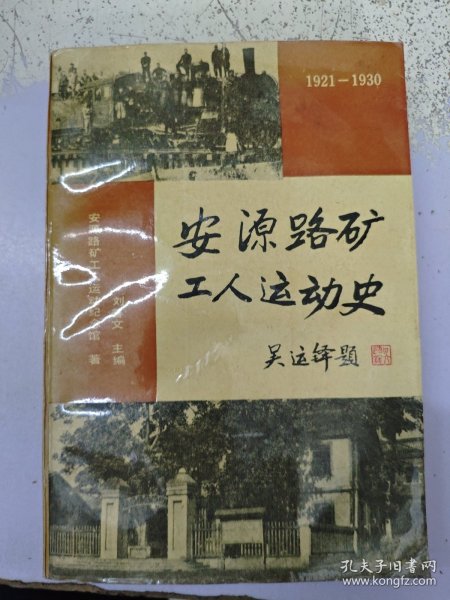 1921-1930
安源路矿
工人运动史
吴运铎题
刘 文 主编
安源路矿工人运动纪念馆 著
孔夫子旧书网
www.kongfz.com